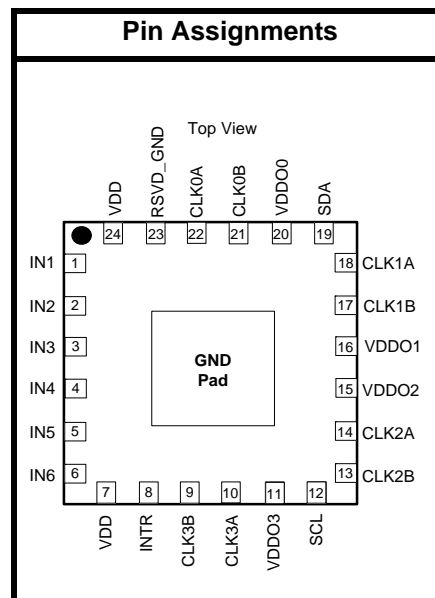 Pin Assignments
Top View
VDD
RSVD_GND
CLK0A
CLK0B
VDDO0
SDA
24
23
22
21
20
19
IN1 1
IN2 2
IN3 3
IN4 4
IN5 5
IN6 6
GND
Pad
18 CLK1A
17 CLK1B
16 VDDO1
15 VDDO2
14 CLK2A
13 CLK2B
7
8
9
10
11
12
VDD
INTR
CLK3B
CLK3A
VDDO3
SCL